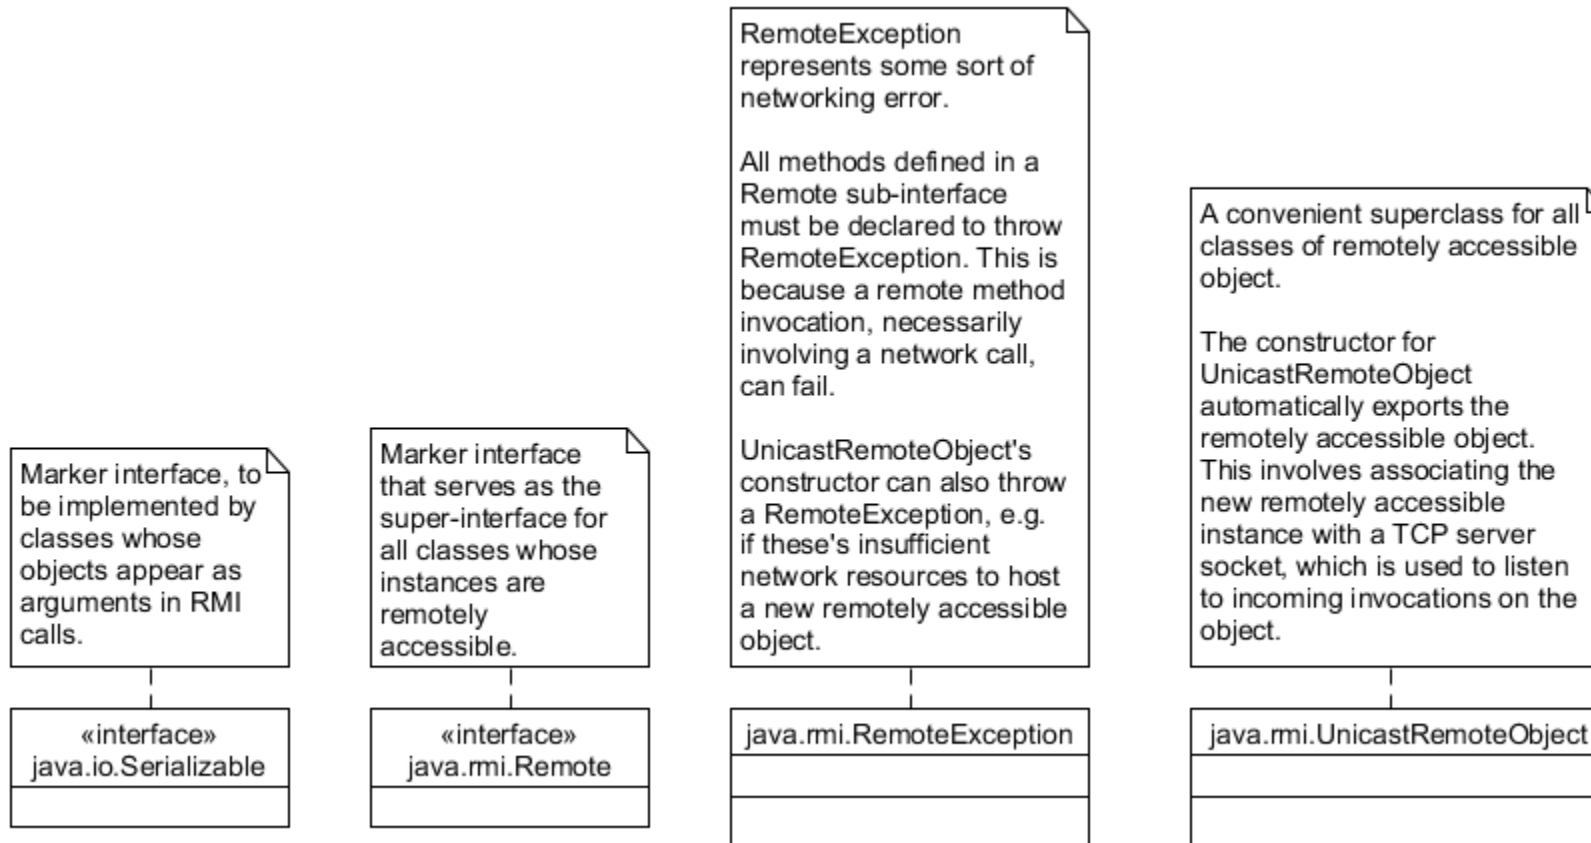 Marker interface, to
be implemented by
classes whose
objects appear as
arguments in RMI
calls.
«interface»
java.io.Serializable
Marker interface
that serves as the
super-interface for
all classes whose
instances are
remotely
accessible.
«interface»
java.rmi.Remote
RemoteException
represents some sort of
networking error.
All methods defined in a
Remote sub-interface
must be declared to throw
RemoteException. This is
because a remote method
invocation, necessarily
involving a network call,
can fail.
UnicastRemoteObject's
constructor can also throw
a RemoteException, e.g.
if these's insufficient
network resources to host
a new remotely accessible
object.
java.rmi.RemoteException
A convenient superclass for all
classes of remotely accessible
object.
The constructor for
UnicastRemoteObject
automatically exports the
remotely accessible object.
This involves associating the
new remotely accessible
instance with a TCP server
socket, which is used to listen
to incoming invocations on the
object.
java.rmi.UnicastRemoteObject